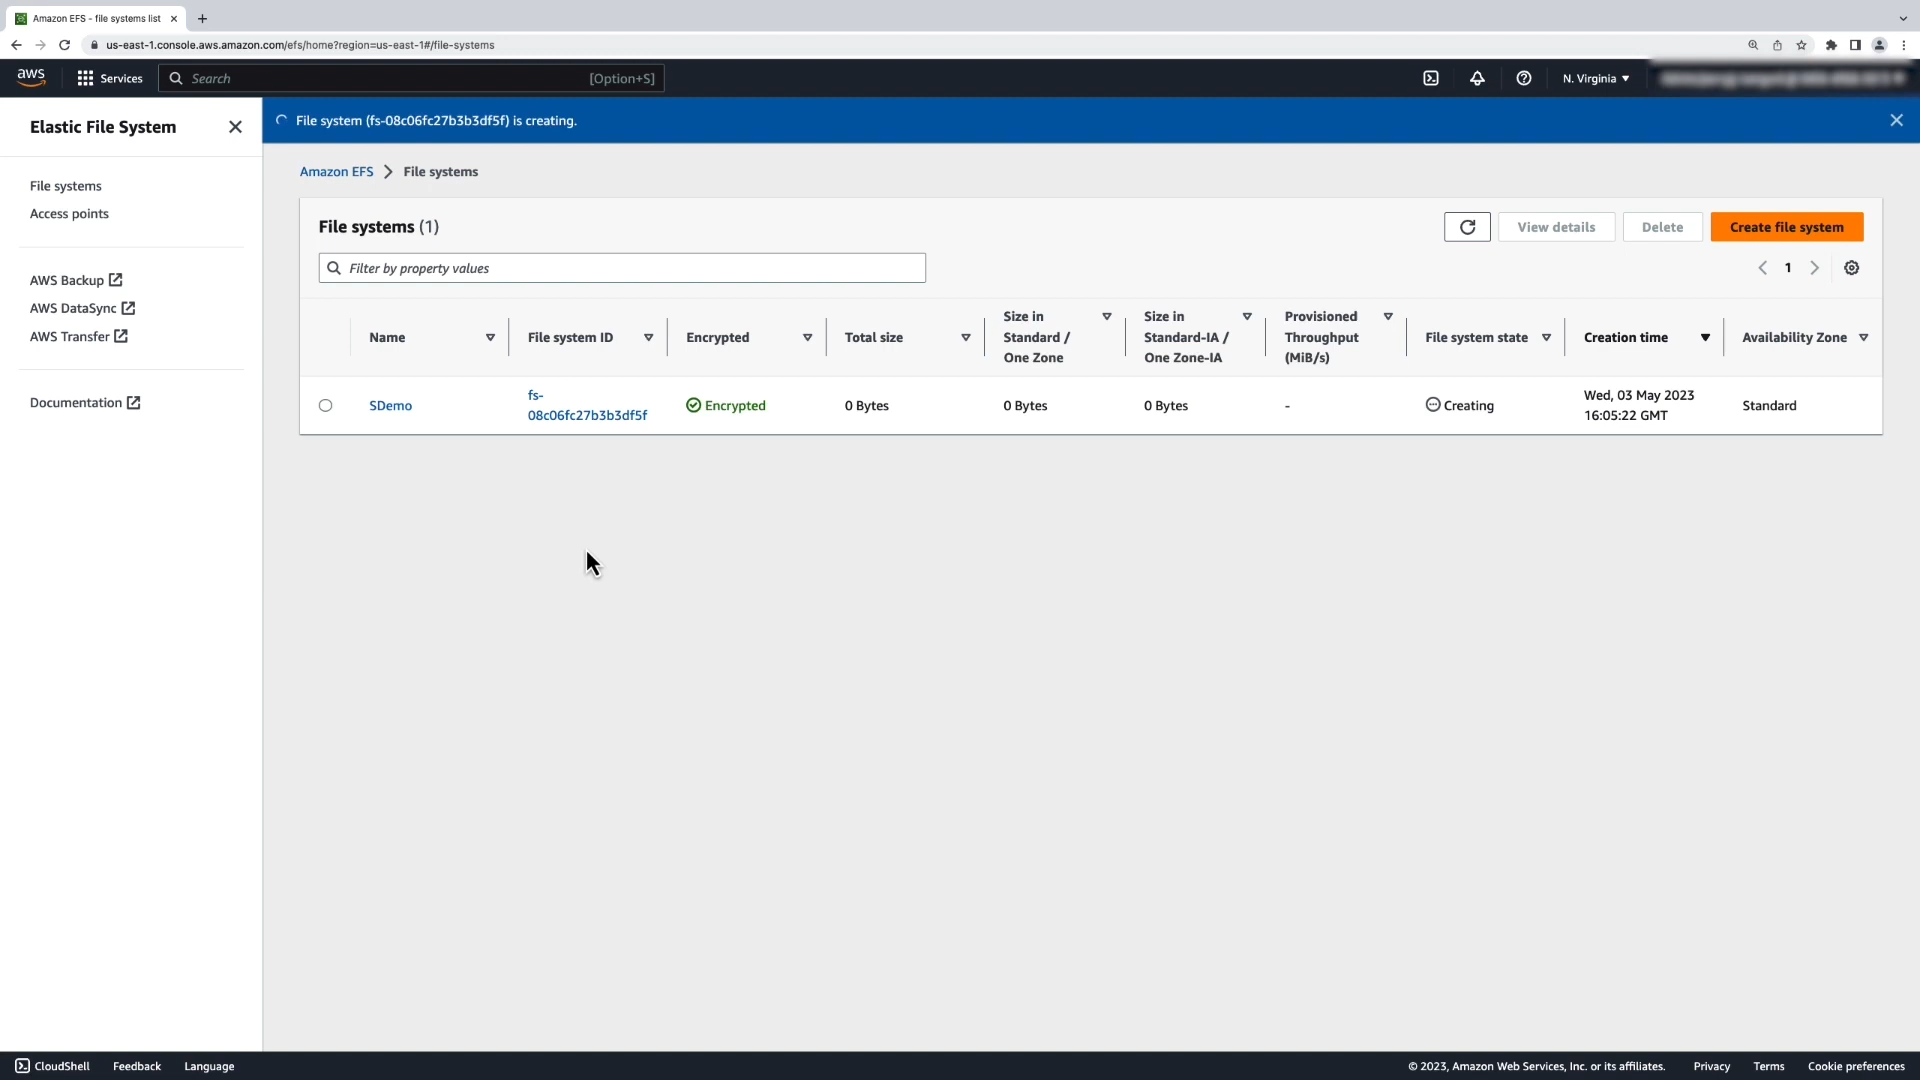 Amazon EFS - file systems list
us-east-1.console.aws.amazon.com/efs/home?region=us-east-1#/file-systems
aws
Services
Search
[Option+S]
N. Virginia
Elastic File System
File system (fs-08c06fc27b3b3df5f) is creating.
File systems
Access points
AWS Backup
AWS DataSync
AWS Transfer
Documentation
Amazon EFS
File systems
File systems (1)
View details
Delete
Create file system
Filter by property values
1
Name
File system ID
Encrypted
Total size
Size in
Standard /
One Zone
Size in
Standard-IA /
One Zone-IA
Provisioned
Throughput
(MiB/s)
File system state
Creation time
Availability Zone
SDemo
fs-
08c06fc27b3b3df5f
Encrypted
0 Bytes
0 Bytes
0 Bytes
-
Creating
Wed, 03 May 2023
16:05:22 GMT
Standard
CloudShell
Feedback
Language
© 2023, Amazon Web Services, Inc. or its affiliates.
Privacy
Terms
Cookie preferences